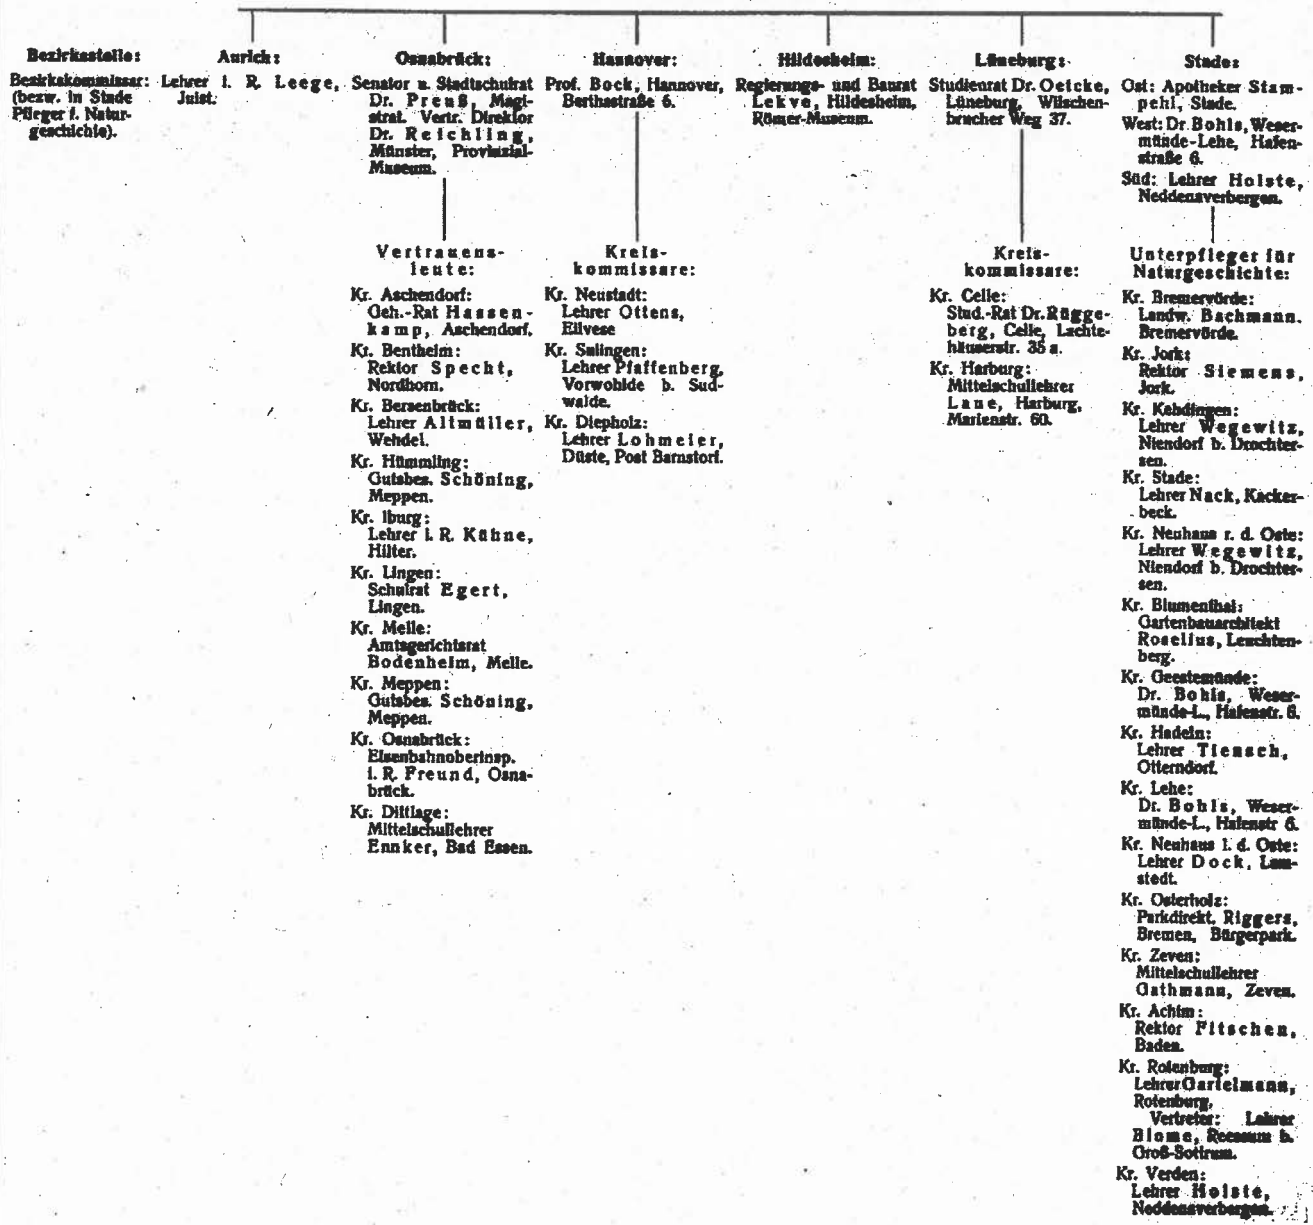 Bezirksstelle:
Bezirkskommissar:
(bezw. in Stade
Pfleger f. Natur-
geschichte).
Aurich:
Lehrer i. R. Leege,
Juist.
Osnabrück:
Senator u. Stadtschulrat
Dr. Preuß, Magi-
strat. Vertr. Direktor
Dr. Reichling,
Münster, Provinzial-
Museum.
Vertrauens-
leute:
Kr. Aschendorf:
Geh.-Rat Hassen-
kamp, Aschendorf.
Kr. Bentheim:
Rektor Specht,
Nordhorn.
Kr. Bersenbrück:
Lehrer Altmüller,
Wehdel.
Kr. Hümmling:
Gutsbes. Schöning,
Meppen.
Kr. Iburg:
Lehrer i. R. Kühne,
Hilter.
Kr. Lingen:
Schulrat Egert,
Lingen.
Kr. Melle:
Amtsgerichtsrat
Bodenheim, Melle.
Kr. Meppen:
Gutsbes. Schöning,
Meppen.
Kr. Osnabrück:
Eisenbahnoberinsp.
i. R. Freund, Osna-
brück.
Kr. Dittlage:
Mittelschullehrer
Ennker, Bad Essen.
Hannover:
Prof. Bock, Hannover,
Berthastraße 6.
Kreis-
kommissare:
Kr. Neustadt:
Lehrer Ottens,
Eilvese
Kr. Sulingen:
Lehrer Pfaffenberg,
Vorwohlde b. Sud-
walde.
Kr. Diepholz:
Lehrer Lohmeier,
Düste, Post Barnstorf.
Hildesheim:
Regierungs- und Baurat
Lekve, Hildesheim,
Römer-Museum.
Lüneburg:
Studienrat Dr. Oelcke,
Lüneburg, Wilschen-
brucher Weg 37.
Kreis-
kommissare:
Kr. Celle:
Stud.-Rat Dr. Rügge-
berg, Celle, Lachte-
häuserstr. 35 a.
Kr. Harburg:
Mittelschullehrer
Lane, Harburg,
Marienstr. 60.
Stade:
Ost: Apotheker Stam-
pehl, Stade.
West: Dr. Bohls, Weser-
münde-Lehe, Hafen-
straße 6.
Süd: Lehrer Holste,
Neddenaverbergen.
Unterpfleger für
Naturgeschichte:
Kr. Bremervörde:
Landw. Bachmann,
Bremervörde.
Kr. Jork:
Rektor Siemens,
Jork.
Kr. Kehdingen:
Lehrer Wegewitz,
Niendorf b. Drochter-
sen.
Kr. Stade:
Lehrer Nack, Kacker-
beck.
Kr. Neuhaus r. d. Oste:
Lehrer Wegewitz,
Niendorf b. Drochter-
sen.
Kr. Blumenthal:
Gartenbauarchitekt
Rosellus, Leuchten-
berg.
Kr. Geestemünde:
Dr. Bohls, Weser-
münde-L., Hafenstr. 6.
Kr. Hadeln:
Lehrer Tiensch,
Otterndorf.
Kr. Lehe:
Dr. Bohls, Weser-
münde-L., Hafenstr 6.
Kr. Neuhaus l. d. Oste:
Lehrer Dock, Lam-
stedt.
Kr. Osterholz:
Parkdirekt. Riggers,
Bremen, Bürgerpark.
Kr. Zeven:
Mittelschullehrer
Gathmann, Zeven.
Kr. Achim:
Rektor Fitschen,
Baden.
Kr. Rotenburg:
Lehrer Garlelmann,
Rotenburg,
Vertreter: Lehrer
Blome, Reessum b.
Groß-Sottrum.
Kr. Verden:
Lehrer Holste,
Neddenaverbergen.